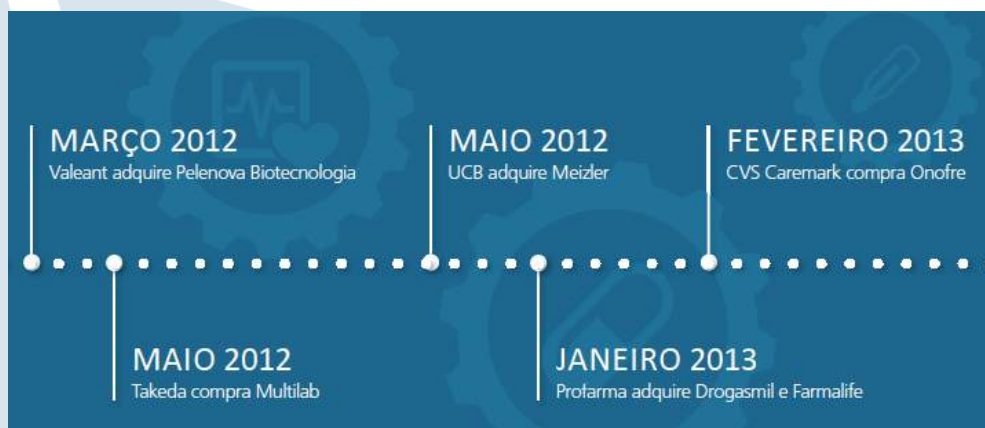 MARÇO 2012
Valeant adquire Pelenova Biotecnologia
MAIO 2012
Takeda compra Multilab
MAIO 2012
UCB adquire Meizler
JANEIRO 2013
Profarma adquire Drogasmil e Farmalife
FEVEREIRO 2013
CVS Caremark compra Onofre